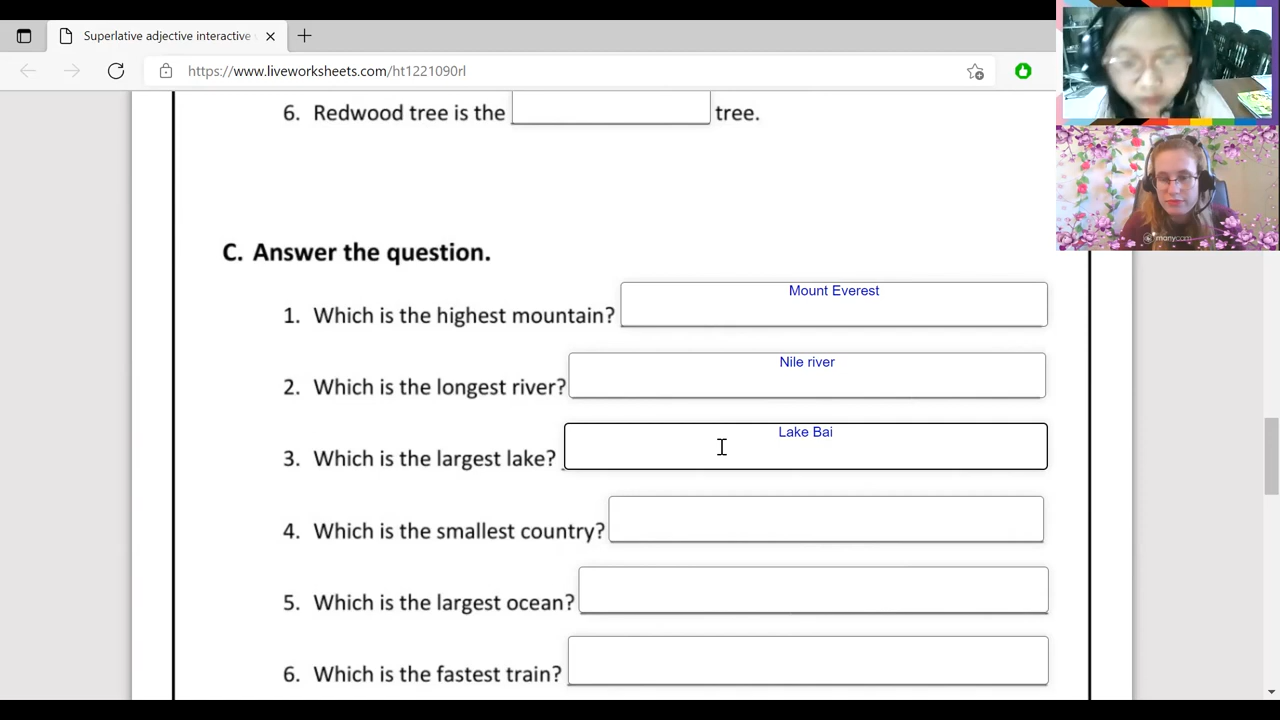 Superlative adjective interactive
https://www.liveworksheets.com/ht1221090rl
6. Redwood tree is the tree.
C. Answer the question.
1. Which is the highest mountain? Mount Everest
2. Which is the longest river? Nile river
3. Which is the largest lake? Lake Bai
4. Which is the smallest country?
5. Which is the largest ocean?
6. Which is the fastest train?
manycam